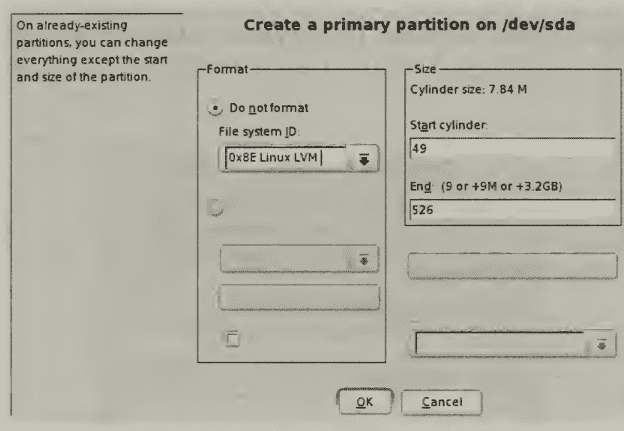 On already-existing
partitions, you can change
everything except the start
and size of the partition.
Create a primary partition on /dev/sda
Format
Do not format
File system ID:
0x8E Linux LVM
Size
Cylinder size: 7.84 M
Start cylinder:
49
End: (9 or +9M or +3.2GB)
526
OK
Cancel